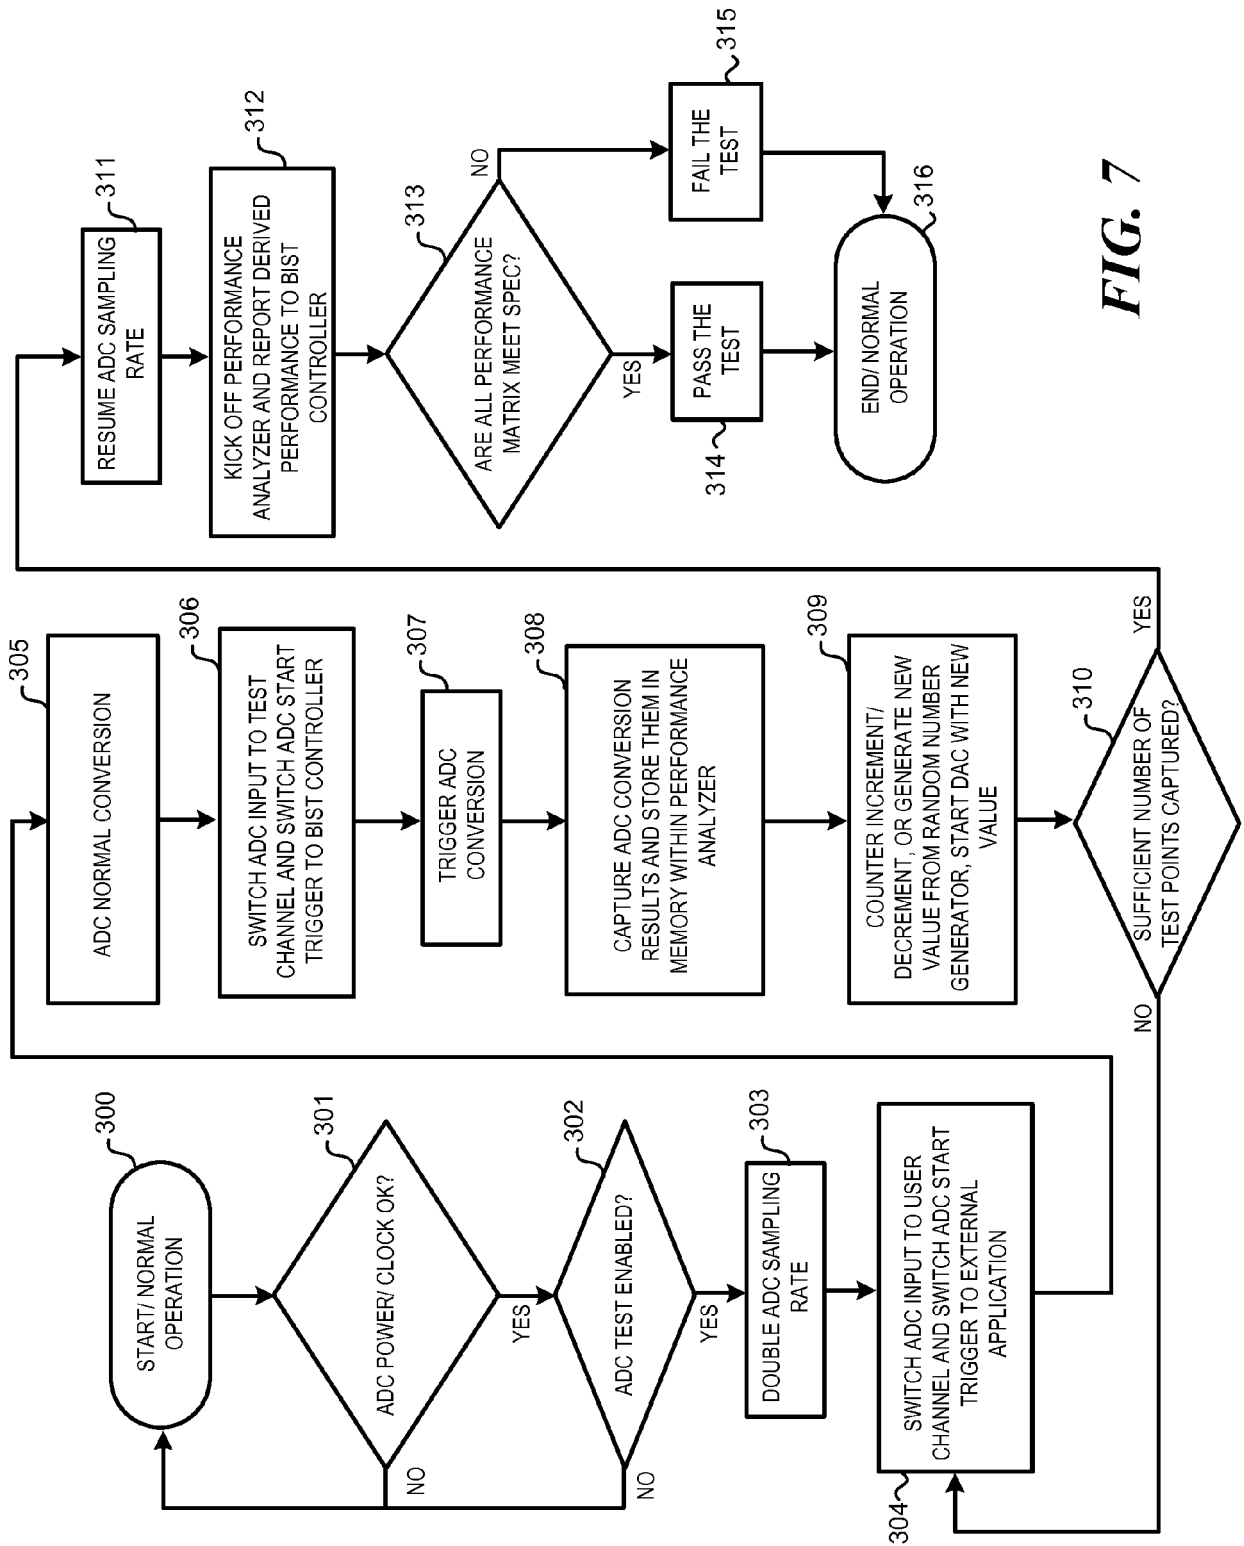 300
START/ NORMAL
OPERATION
301
ADC POWER/ CLOCK OK?
NO
YES
302
ADC TEST ENABLED?
NO
YES
303
DOUBLE ADC SAMPLING
RATE
304
SWITCH ADC INPUT TO USER
CHANNEL AND SWITCH ADC START
TRIGGER TO EXTERNAL
APPLICATION
305
ADC NORMAL CONVERSION
306
SWITCH ADC INPUT TO TEST
CHANNEL AND SWITCH ADC START
TRIGGER TO BIST CONTROLLER
307
TRIGGER ADC
CONVERSION
308
CAPTURE ADC CONVERSION
RESULTS AND STORE THEM IN
MEMORY WITHIN PERFORMANCE
ANALYZER
309
COUNTER INCREMENT/
DECREMENT, OR GENERATE NEW
VALUE FROM RANDOM NUMBER
GENERATOR, START DAC WITH NEW
VALUE
310
SUFFICIENT NUMBER OF
TEST POINTS CAPTURED?
NO
YES
311
RESUME ADC SAMPLING
RATE
312
KICK OFF PERFORMANCE
ANALYZER AND REPORT DERIVED
PERFORMANCE TO BIST
CONTROLLER
313
ARE ALL PERFORMANCE
MATRIX MEET SPEC?
NO
YES
314
PASS THE
TEST
315
FAIL THE
TEST
316
END/ NORMAL
OPERATION
FIG. 7